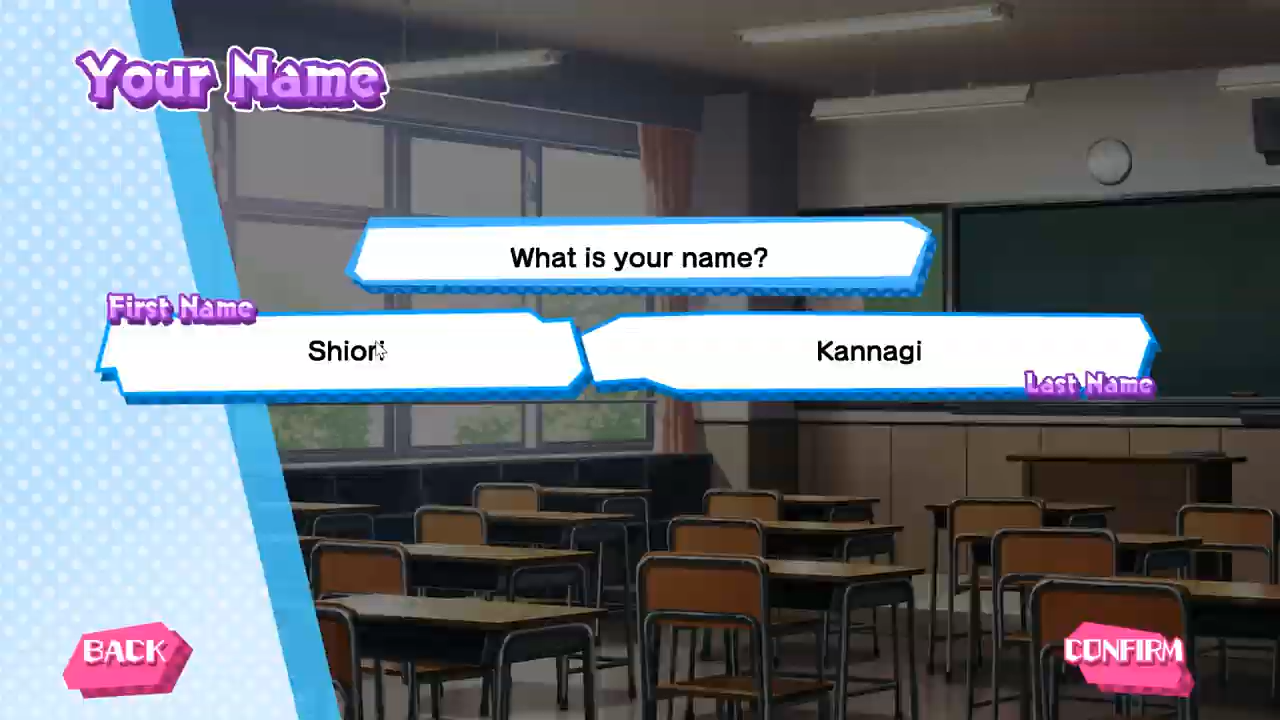 Your Name
What is your name?
First Name
Shiori
Kannagi
Last Name
BACK
CONFIRM